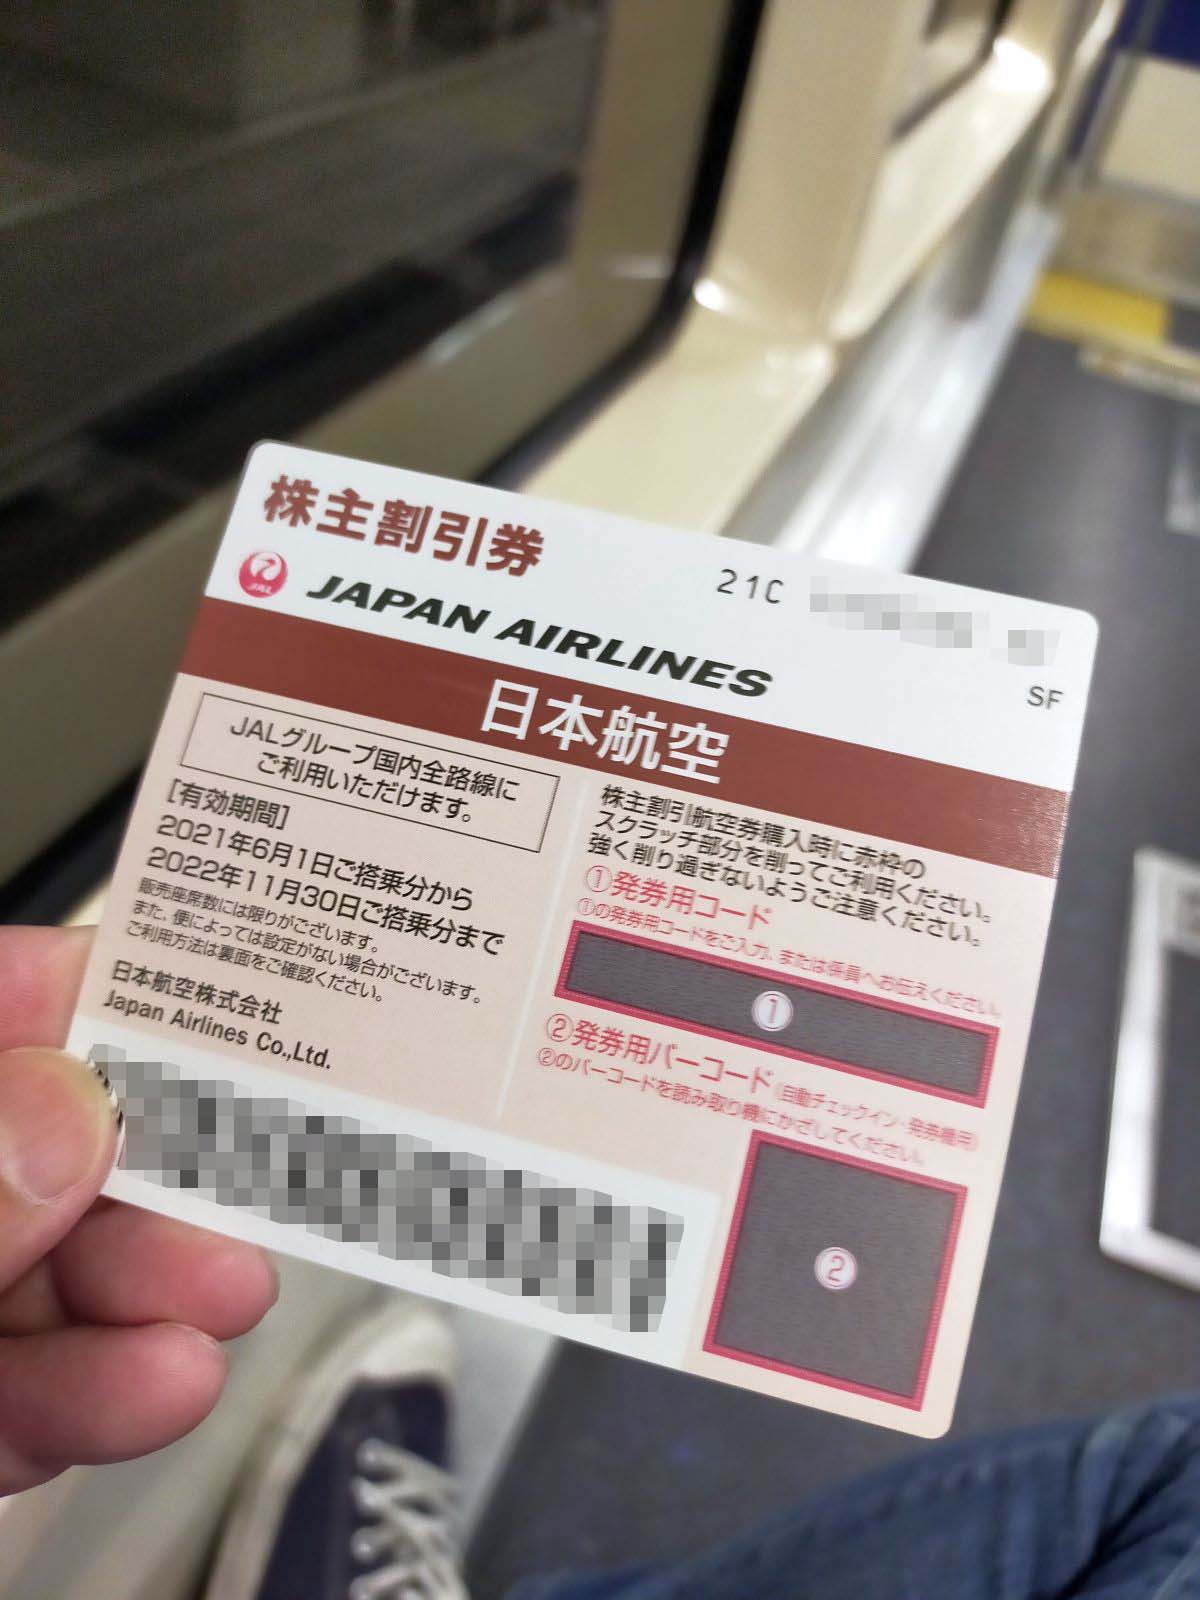 株主割引券
21C
JAL
JAPAN AIRLINES
SF
日本航空
JALグループ国内全路線に
ご利用いただけます。
[有効期間]
2021年6月1日ご搭乗分から
2022年11月30日ご搭乗分まで
販売座席数には限りがございます。
また、便によっては設定がない場合がございます。
ご利用方法は裏面をご確認ください。
日本航空株式会社
Japan Airlines Co.,Ltd.
株主割引航空券購入時に赤枠の
スクラッチ部分を削ってご利用ください。
強く削り過ぎないようご注意ください。
①発券用コード
①の発券用コードをご入力、または係員へお伝えください。
①
②発券用バーコード(自動チェックイン・発券機用)
②のバーコードを読み取り機にかざしてください。
②